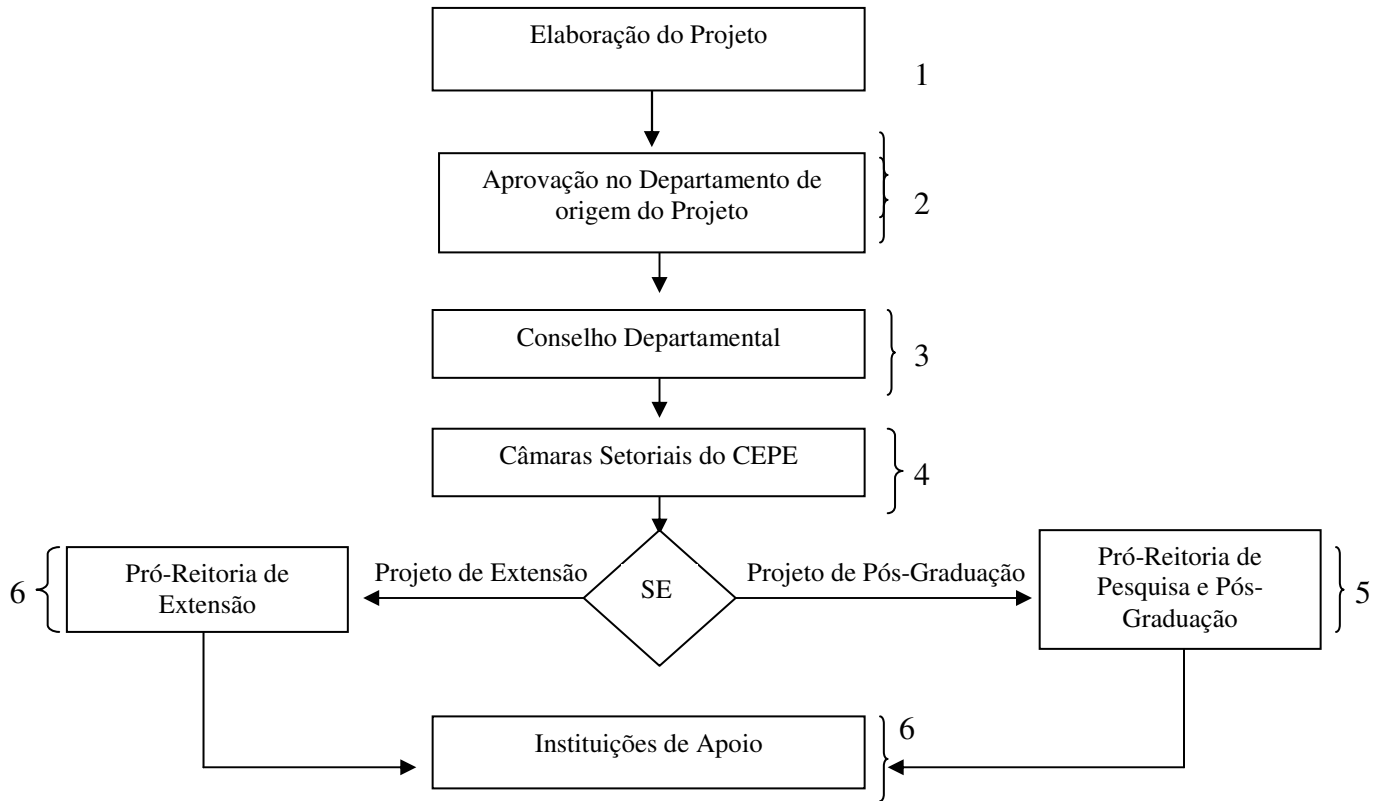 Elaboração do Projeto
1
Aprovação no Departamento de
origem do Projeto
2
Conselho Departamental
3
Câmaras Setoriais do CEPE
4
6
Pró-Reitoria de
Extensão
Projeto de Extensão
SE
Projeto de Pós-Graduação
Pró-Reitoria de
Pesquisa e Pós-
Graduação
5
Instituições de Apoio
6